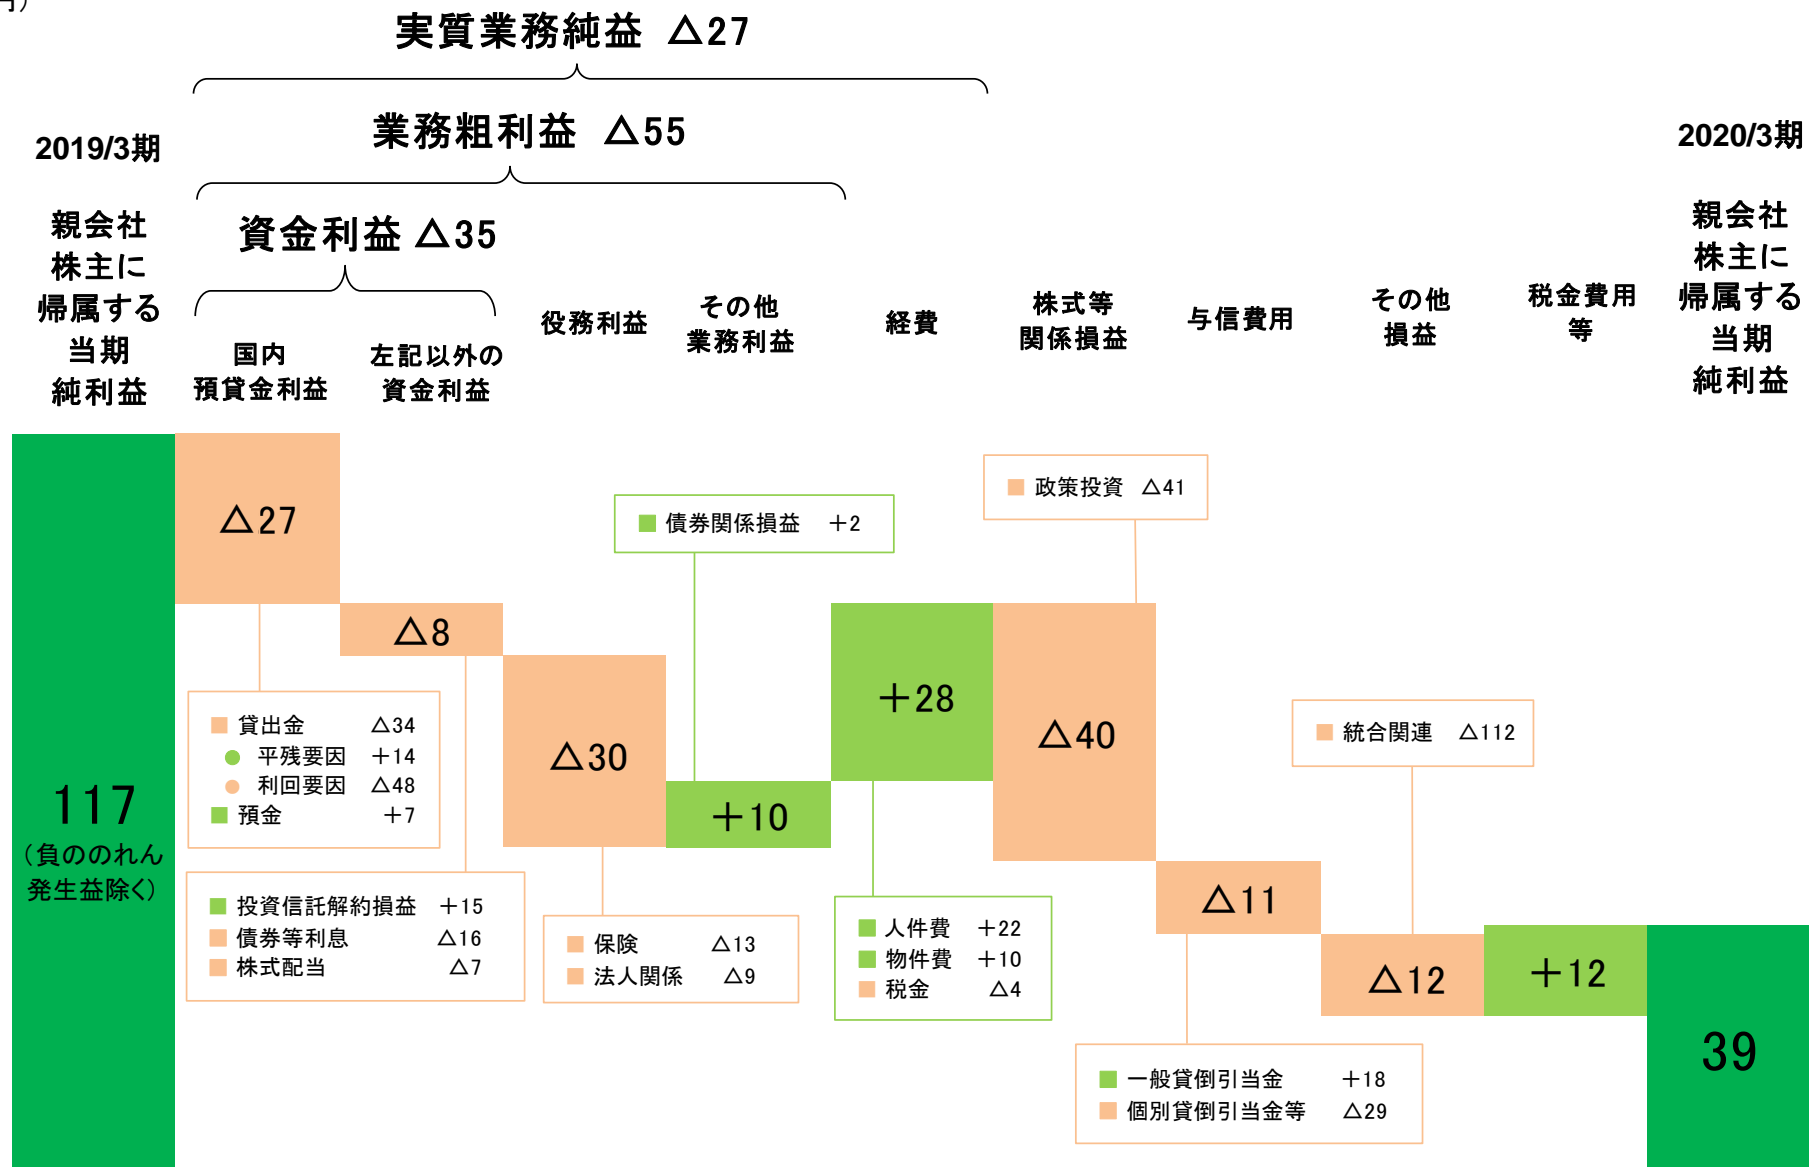 円）
実質業務純益 △27
業務粗利益 △55
資金利益 △35
2019/3期
親会社
株主に
帰属する
当期
純利益
国内
預貸金利益
左記以外の
資金利益
役務利益
その他
業務利益
経費
株式等
関係損益
与信費用
その他
損益
税金費用
等
2020/3期
親会社
株主に
帰属する
当期
純利益
117
（負ののれん
発生益除く）
△27
貸出金 △34
平残要因 ＋14
利回要因 △48
預金 ＋7
△8
投資信託解約損益 ＋15
債券等利息 △16
株式配当 △7
△30
保険 △13
法人関係 △9
債券関係損益 ＋2
＋10
＋28
人件費 ＋22
物件費 ＋10
税金 △4
政策投資 △41
△40
△11
一般貸倒引当金 ＋18
個別貸倒引当金等 △29
統合関連 △112
△12
＋12
39